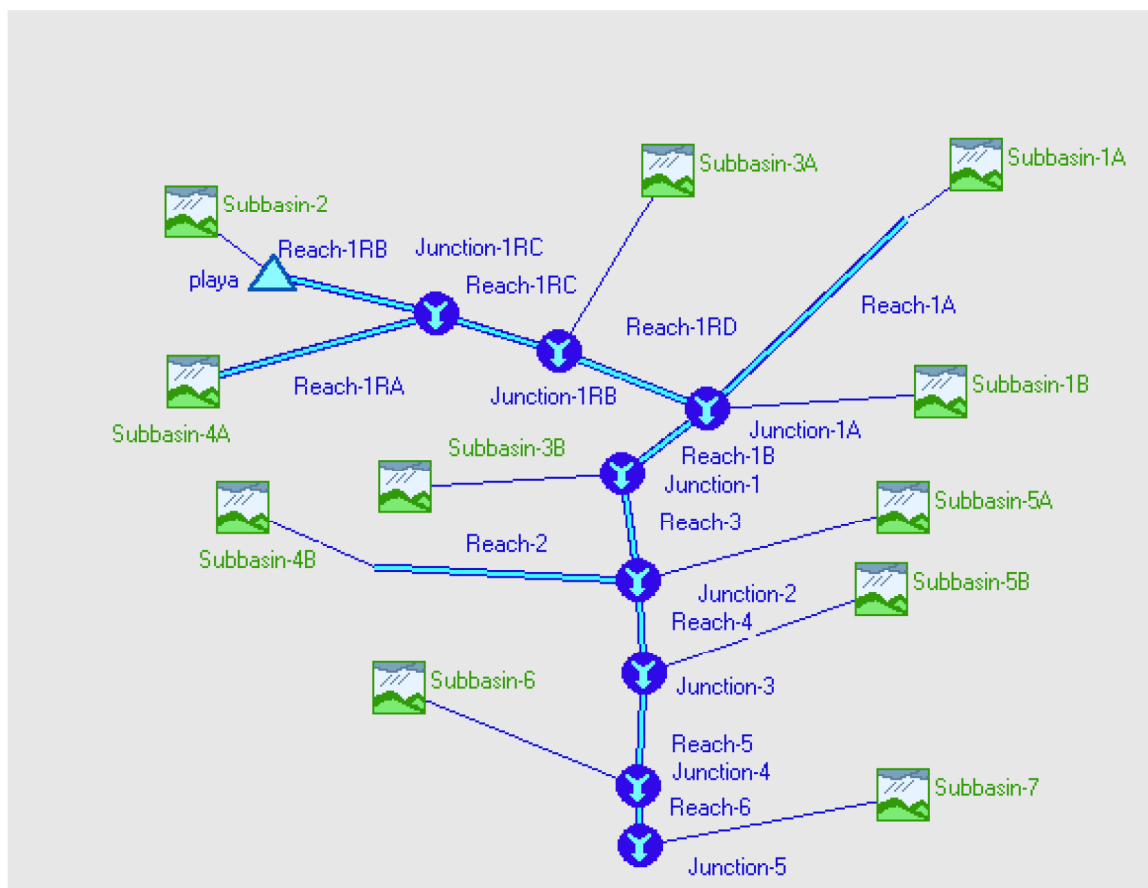 Subbasin-3A
Subbasin-1A
Subbasin-2
Reach-1RB
Junction-1RC
playa
Reach-1RC
Reach-1A
Reach-1RD
Reach-1RA
Junction-1RB
Subbasin-1B
Subbasin-4A
Junction-1A
Subbasin-3B
Reach-1B
Junction-1
Subbasin-5A
Reach-3
Reach-2
Subbasin-4B
Subbasin-5B
Junction-2
Reach-4
Subbasin-6
Junction-3
Reach-5
Junction-4
Subbasin-7
Reach-6
Junction-5